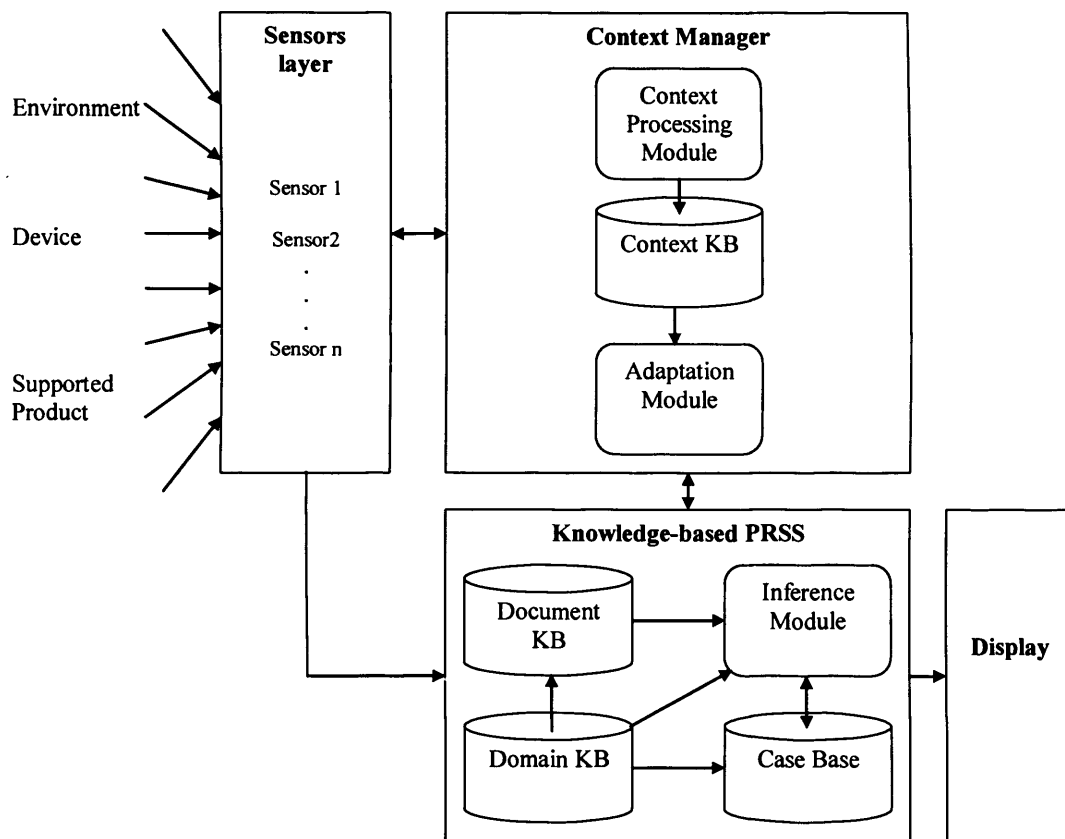 Environment
Device
Supported
Product
Sensors
layer
Sensor 1
Sensor2
.
.
.
Sensor n
Context Manager
Context
Processing
Module
Context KB
Adaptation
Module
Knowledge-based PRSS
Document
KB
Inference
Module
Domain KB
Case Base
Display